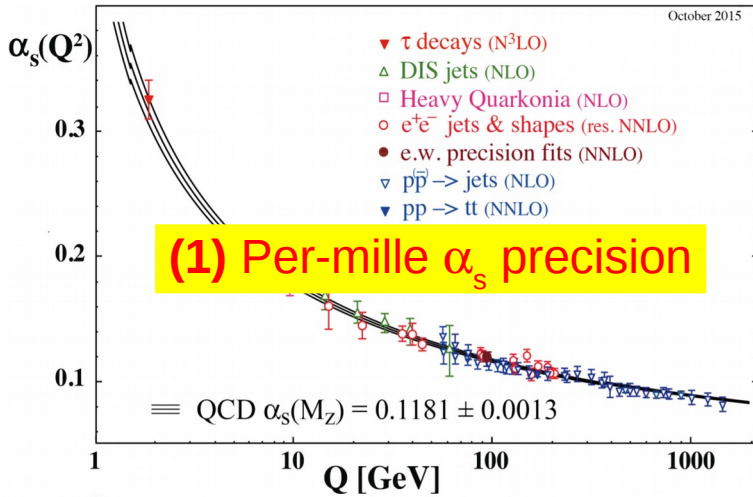 October 2015
αs(Q²)
τ decays (N³LO)
DIS jets (NLO)
Heavy Quarkonia (NLO)
e⁺e⁻ jets & shapes (res. NNLO)
e.w. precision fits (NNLO)
p(p̄) –> jets (NLO)
pp –> tt (NNLO)
0.3
0.2
(1) Per-mille αs precision
0.1
QCD αs(Mz) = 0.1181 ± 0.0013
1 10 100 1000
Q [GeV]